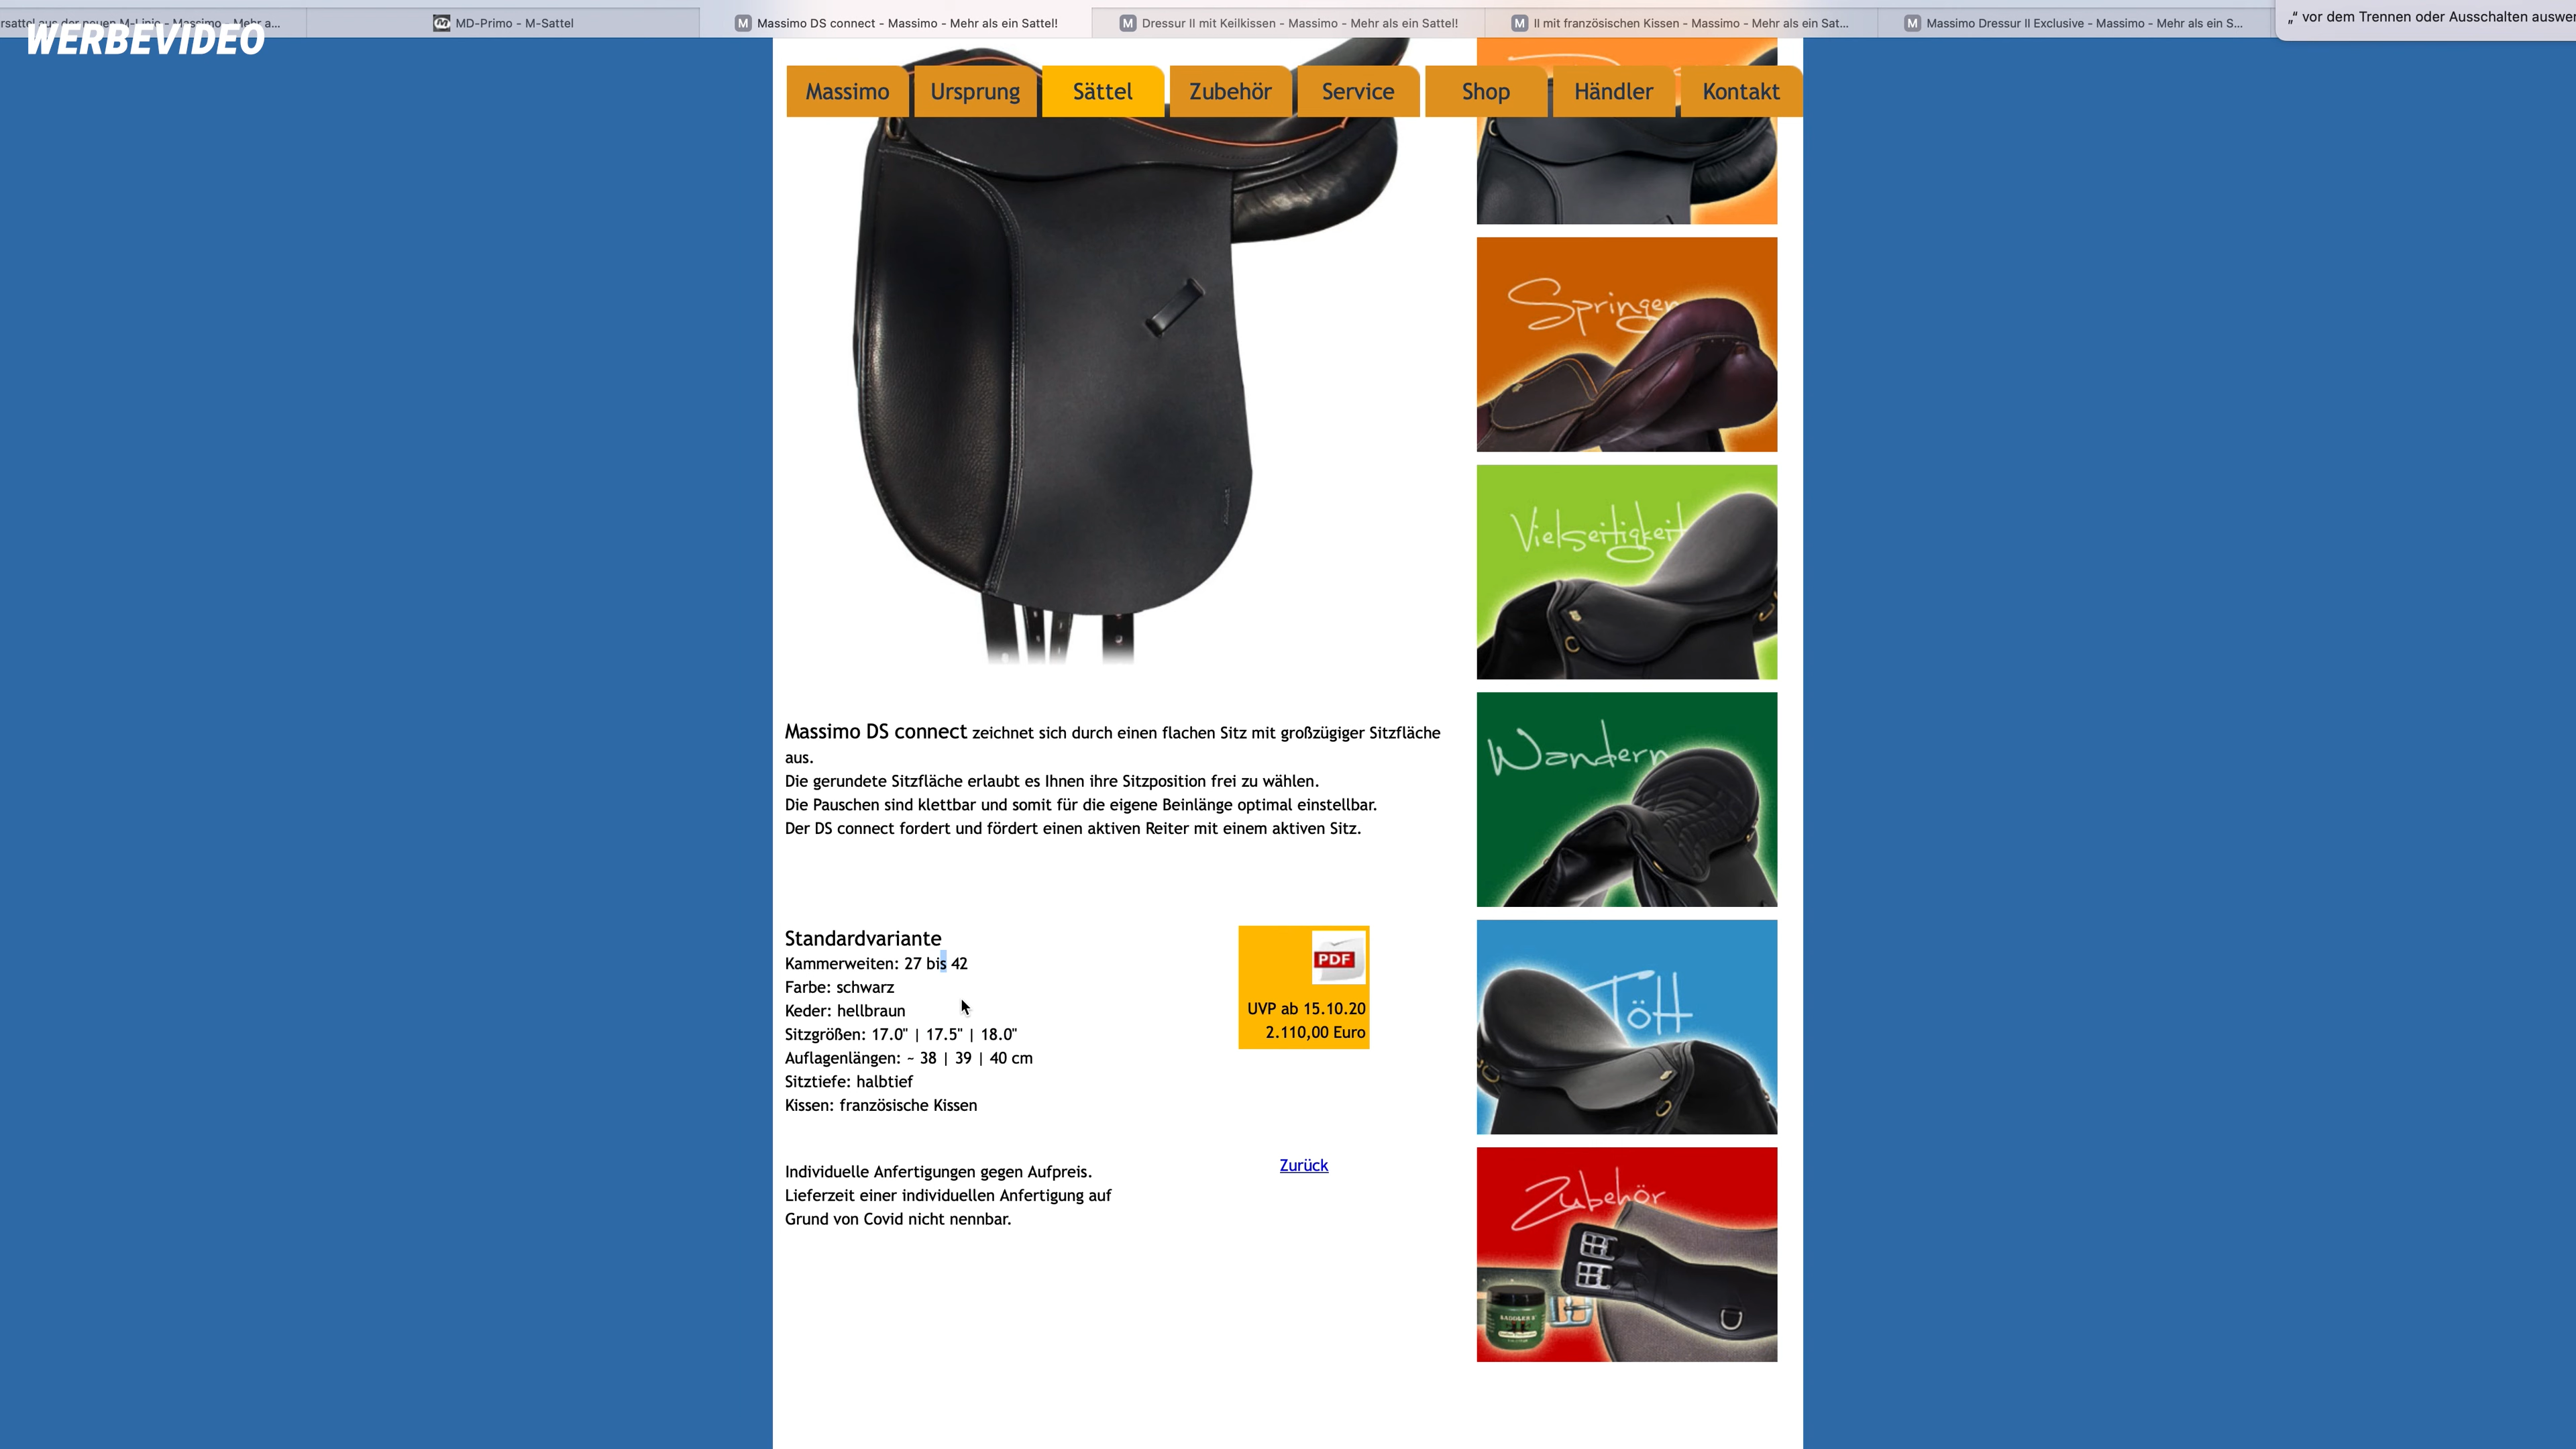 rsattel aus der neuen M-Linie - Massimo - Mehr a...
MD-Primo - M-Sattel
Massimo DS connect - Massimo - Mehr als ein Sattel!
Dressur II mit Keilkissen - Massimo - Mehr als ein Sattel!
II mit französischen Kissen - Massimo - Mehr als ein Sat...
Massimo Dressur II Exclusive - Massimo - Mehr als ein S...
„“ vor dem Trennen oder Ausschalten auswe
WERBEVIDEO
Massimo
Ursprung
Sättel
Zubehör
Service
Shop
Händler
Kontakt
Springen
Vielseitigkeit
Wandern
Massimo DS connect zeichnet sich durch einen flachen Sitz mit großzügiger Sitzfläche
aus.
Die gerundete Sitzfläche erlaubt es Ihnen ihre Sitzposition frei zu wählen.
Die Pauschen sind klettbar und somit für die eigene Beinlänge optimal einstellbar.
Der DS connect fordert und fördert einen aktiven Reiter mit einem aktiven Sitz.
Standardvariante
Kammerweiten: 27 bis 42
Farbe: schwarz
Keder: hellbraun
Sitzgrößen: 17.0" | 17.5" | 18.0"
Auflagenlängen: ~ 38 | 39 | 40 cm
Sitztiefe: halbtief
Kissen: französische Kissen
PDF
UVP ab 15.10.20
2.110,00 Euro
Tölt
Individuelle Anfertigungen gegen Aufpreis.
Lieferzeit einer individuellen Anfertigung auf
Grund von Covid nicht nennbar.
Zurück
Zubehör